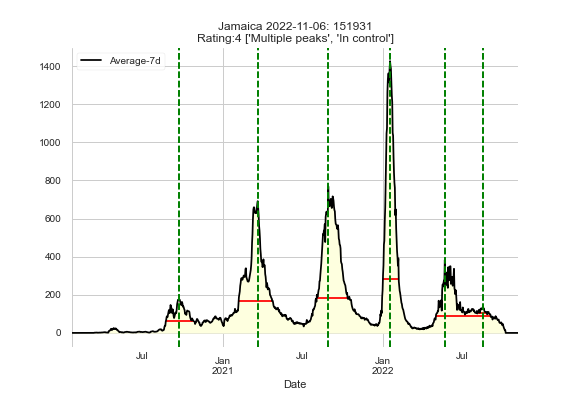 Jamaica 2022-11-06: 151931
Rating:4 ['Multiple peaks', 'In control']
Average-7d
1400
1200
1000
800
600
400
200
0
Jul
Jan
2021
Jul
Jan
2022
Jul
Date